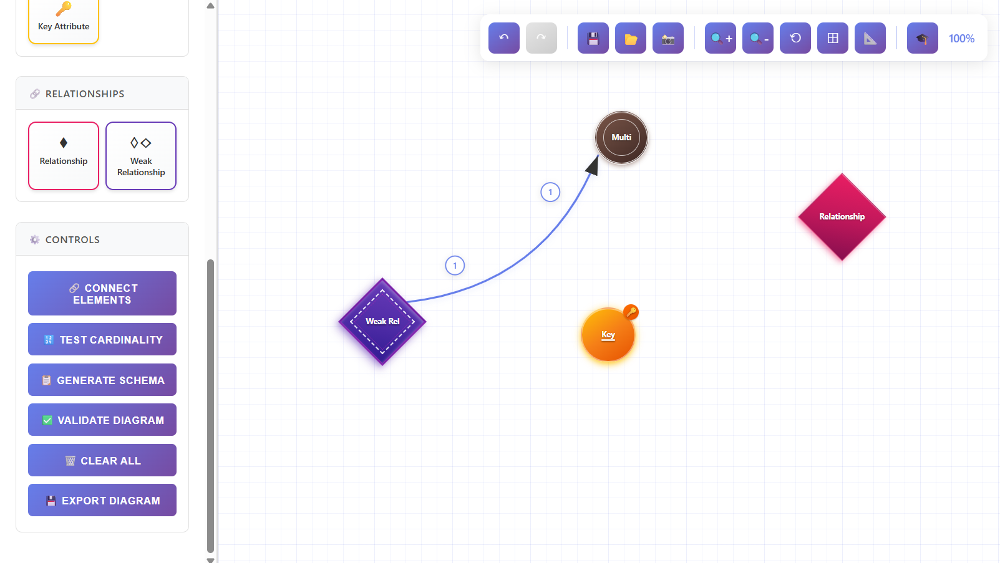 Key Attribute
RELATIONSHIPS
Relationship
Weak
Relationship
CONTROLS
CONNECT
ELEMENTS
TEST CARDINALITY
GENERATE SCHEMA
VALIDATE DIAGRAM
CLEAR ALL
EXPORT DIAGRAM
+
-
100%
Multi
1
Relationship
1
Weak Rel
Key